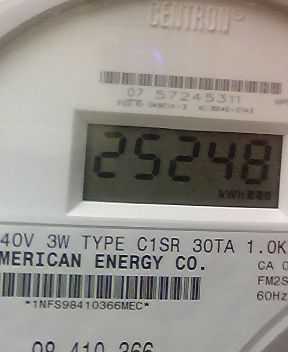 CENTRON®
07 57245311
25248
kWh
40V 3W TYPE C1SR 30TA 1.0K
MERICAN ENERGY CO.
CA 0
FM2S
60Hz
*1NFS98410366MEC*
98 410 366